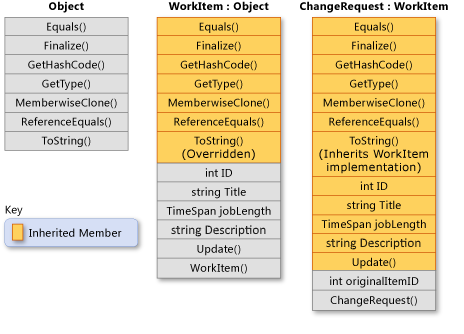 Object
Equals()
Finalize()
GetHashCode()
GetType()
MemberwiseClone()
ReferenceEquals()
ToString()
Key
Inherited Member
WorkItem : Object
Equals()
Finalize()
GetHashCode()
GetType()
MemberwiseClone()
ReferenceEquals()
ToString()
(Overridden)
int ID
string Title
TimeSpan jobLength
string Description
Update()
WorkItem()
ChangeRequest : WorkItem
Equals()
Finalize()
GetHashCode()
GetType()
MemberwiseClone()
ReferenceEquals()
ToString()
(Inherits WorkItem
implementation)
int ID
string Title
TimeSpan jobLength
string Description
Update()
int originalItemID
ChangeRequest()